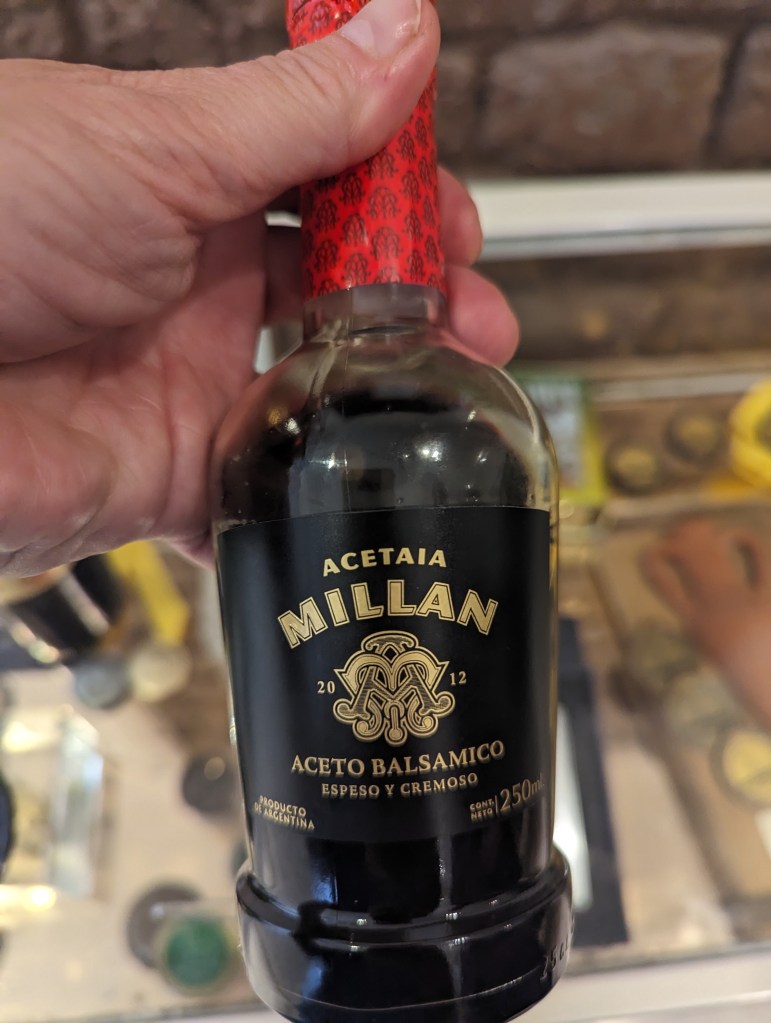 ACETAIA
MILLAN
20 12
ACETO BALSAMICO
ESPESO Y CREMOSO
PRODUCTO
DE ARGENTINA
CONT.
NETO 250ml